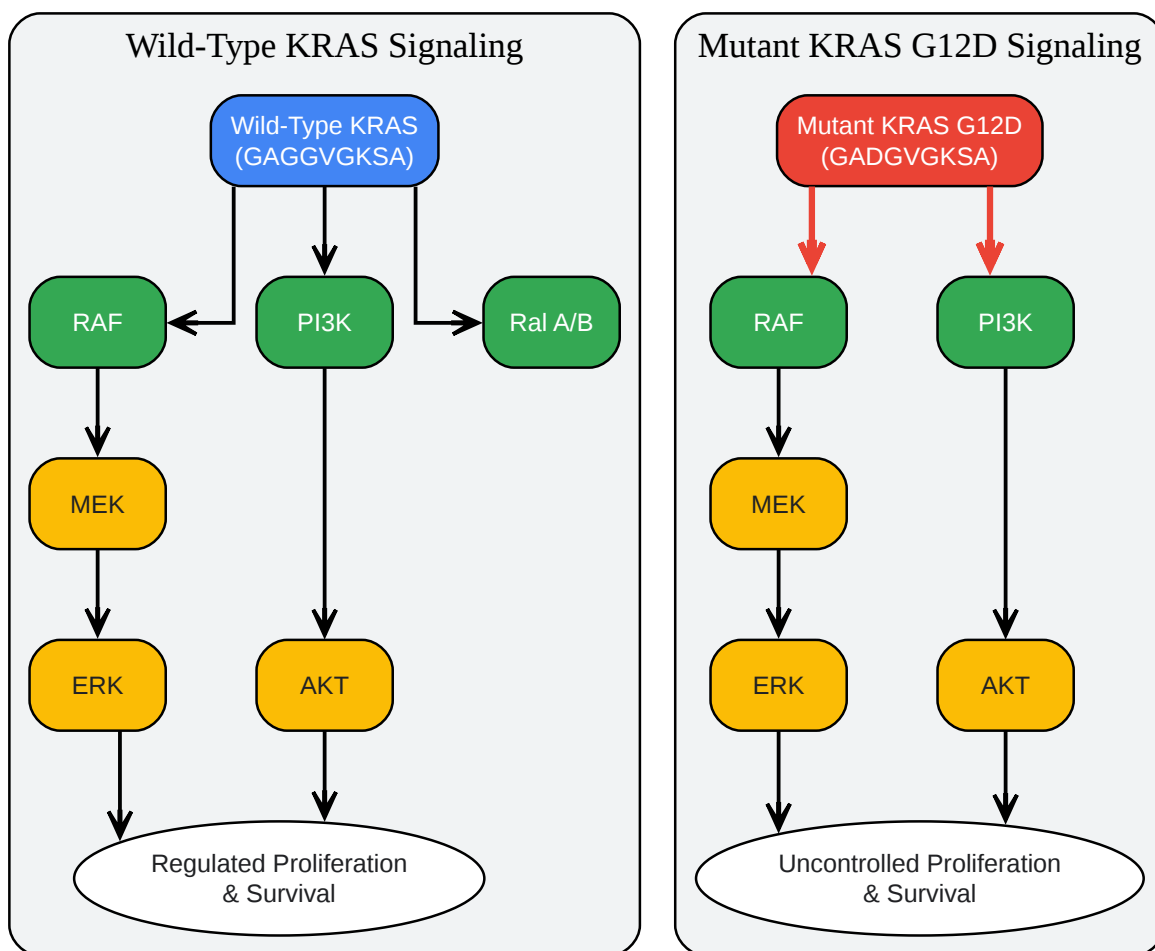 Wild-Type KRAS Signaling
Wild-Type KRAS
(GAGGVGKSA)
RAF
PI3K
Ral A/B
MEK
ERK
AKT
Regulated Proliferation
& Survival
Mutant KRAS G12D Signaling
Mutant KRAS G12D
(GADGVGKSA)
RAF
PI3K
MEK
ERK
AKT
Uncontrolled Proliferation
& Survival